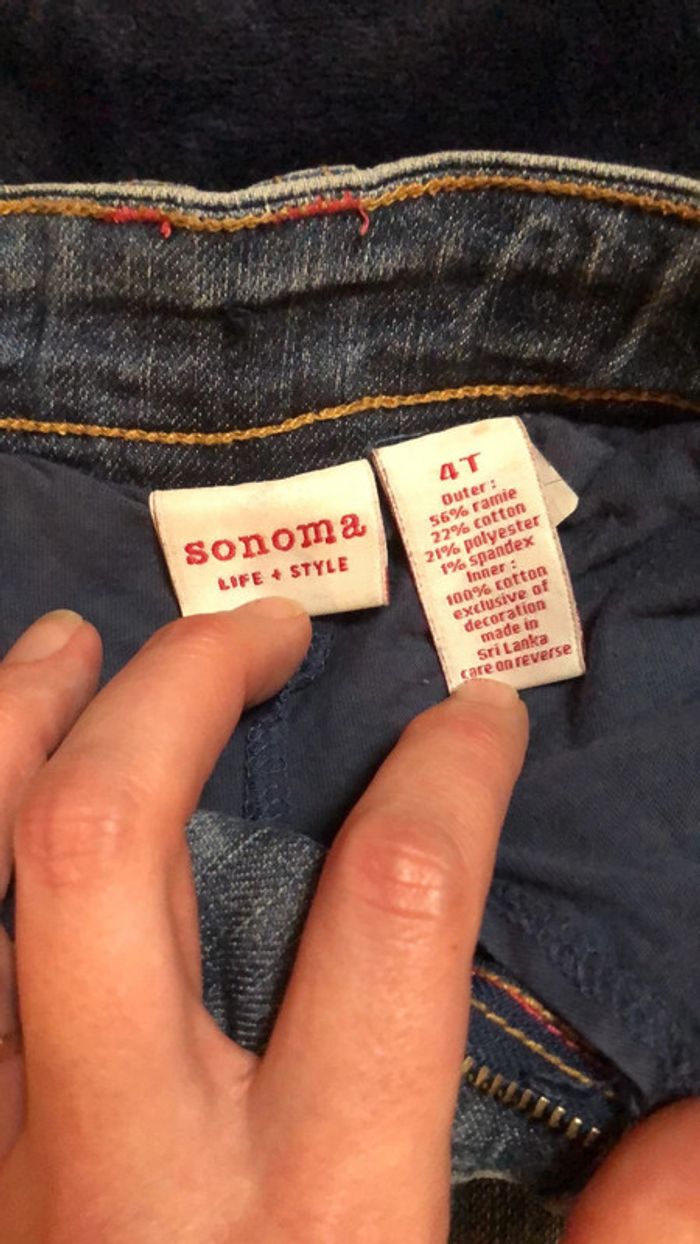 sonoma
LIFE + STYLE
4T
Outer:
56% ramie
22% cotton
21% polyester
1% spandex
Inner:
100% cotton
exclusive of
decoration
made in
Sri Lanka
care on reverse